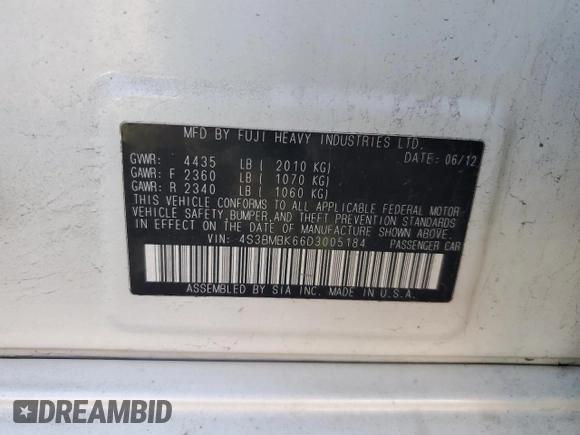 MFD BY FUJI HEAVY INDUSTRIES LTD.
DATE: 06/12
GVWR: 4435 LB ( 2010 KG)
GAWR: F 2360 LB ( 1070 KG)
GAWR: R 2340 LB ( 1060 KG)
THIS VEHICLE CONFORMS TO ALL APPLICABLE FEDERAL MOTOR
VEHICLE SAFETY, BUMPER, AND THEFT PREVENTION STANDARDS
IN EFFECT ON THE DATE OF MANUFACTURE SHOWN ABOVE.
VIN: 4S3BMBK66D3005184 PASSENGER CAR
ASSEMBLED BY SIA INC. MADE IN U.S.A.
DREAMBID